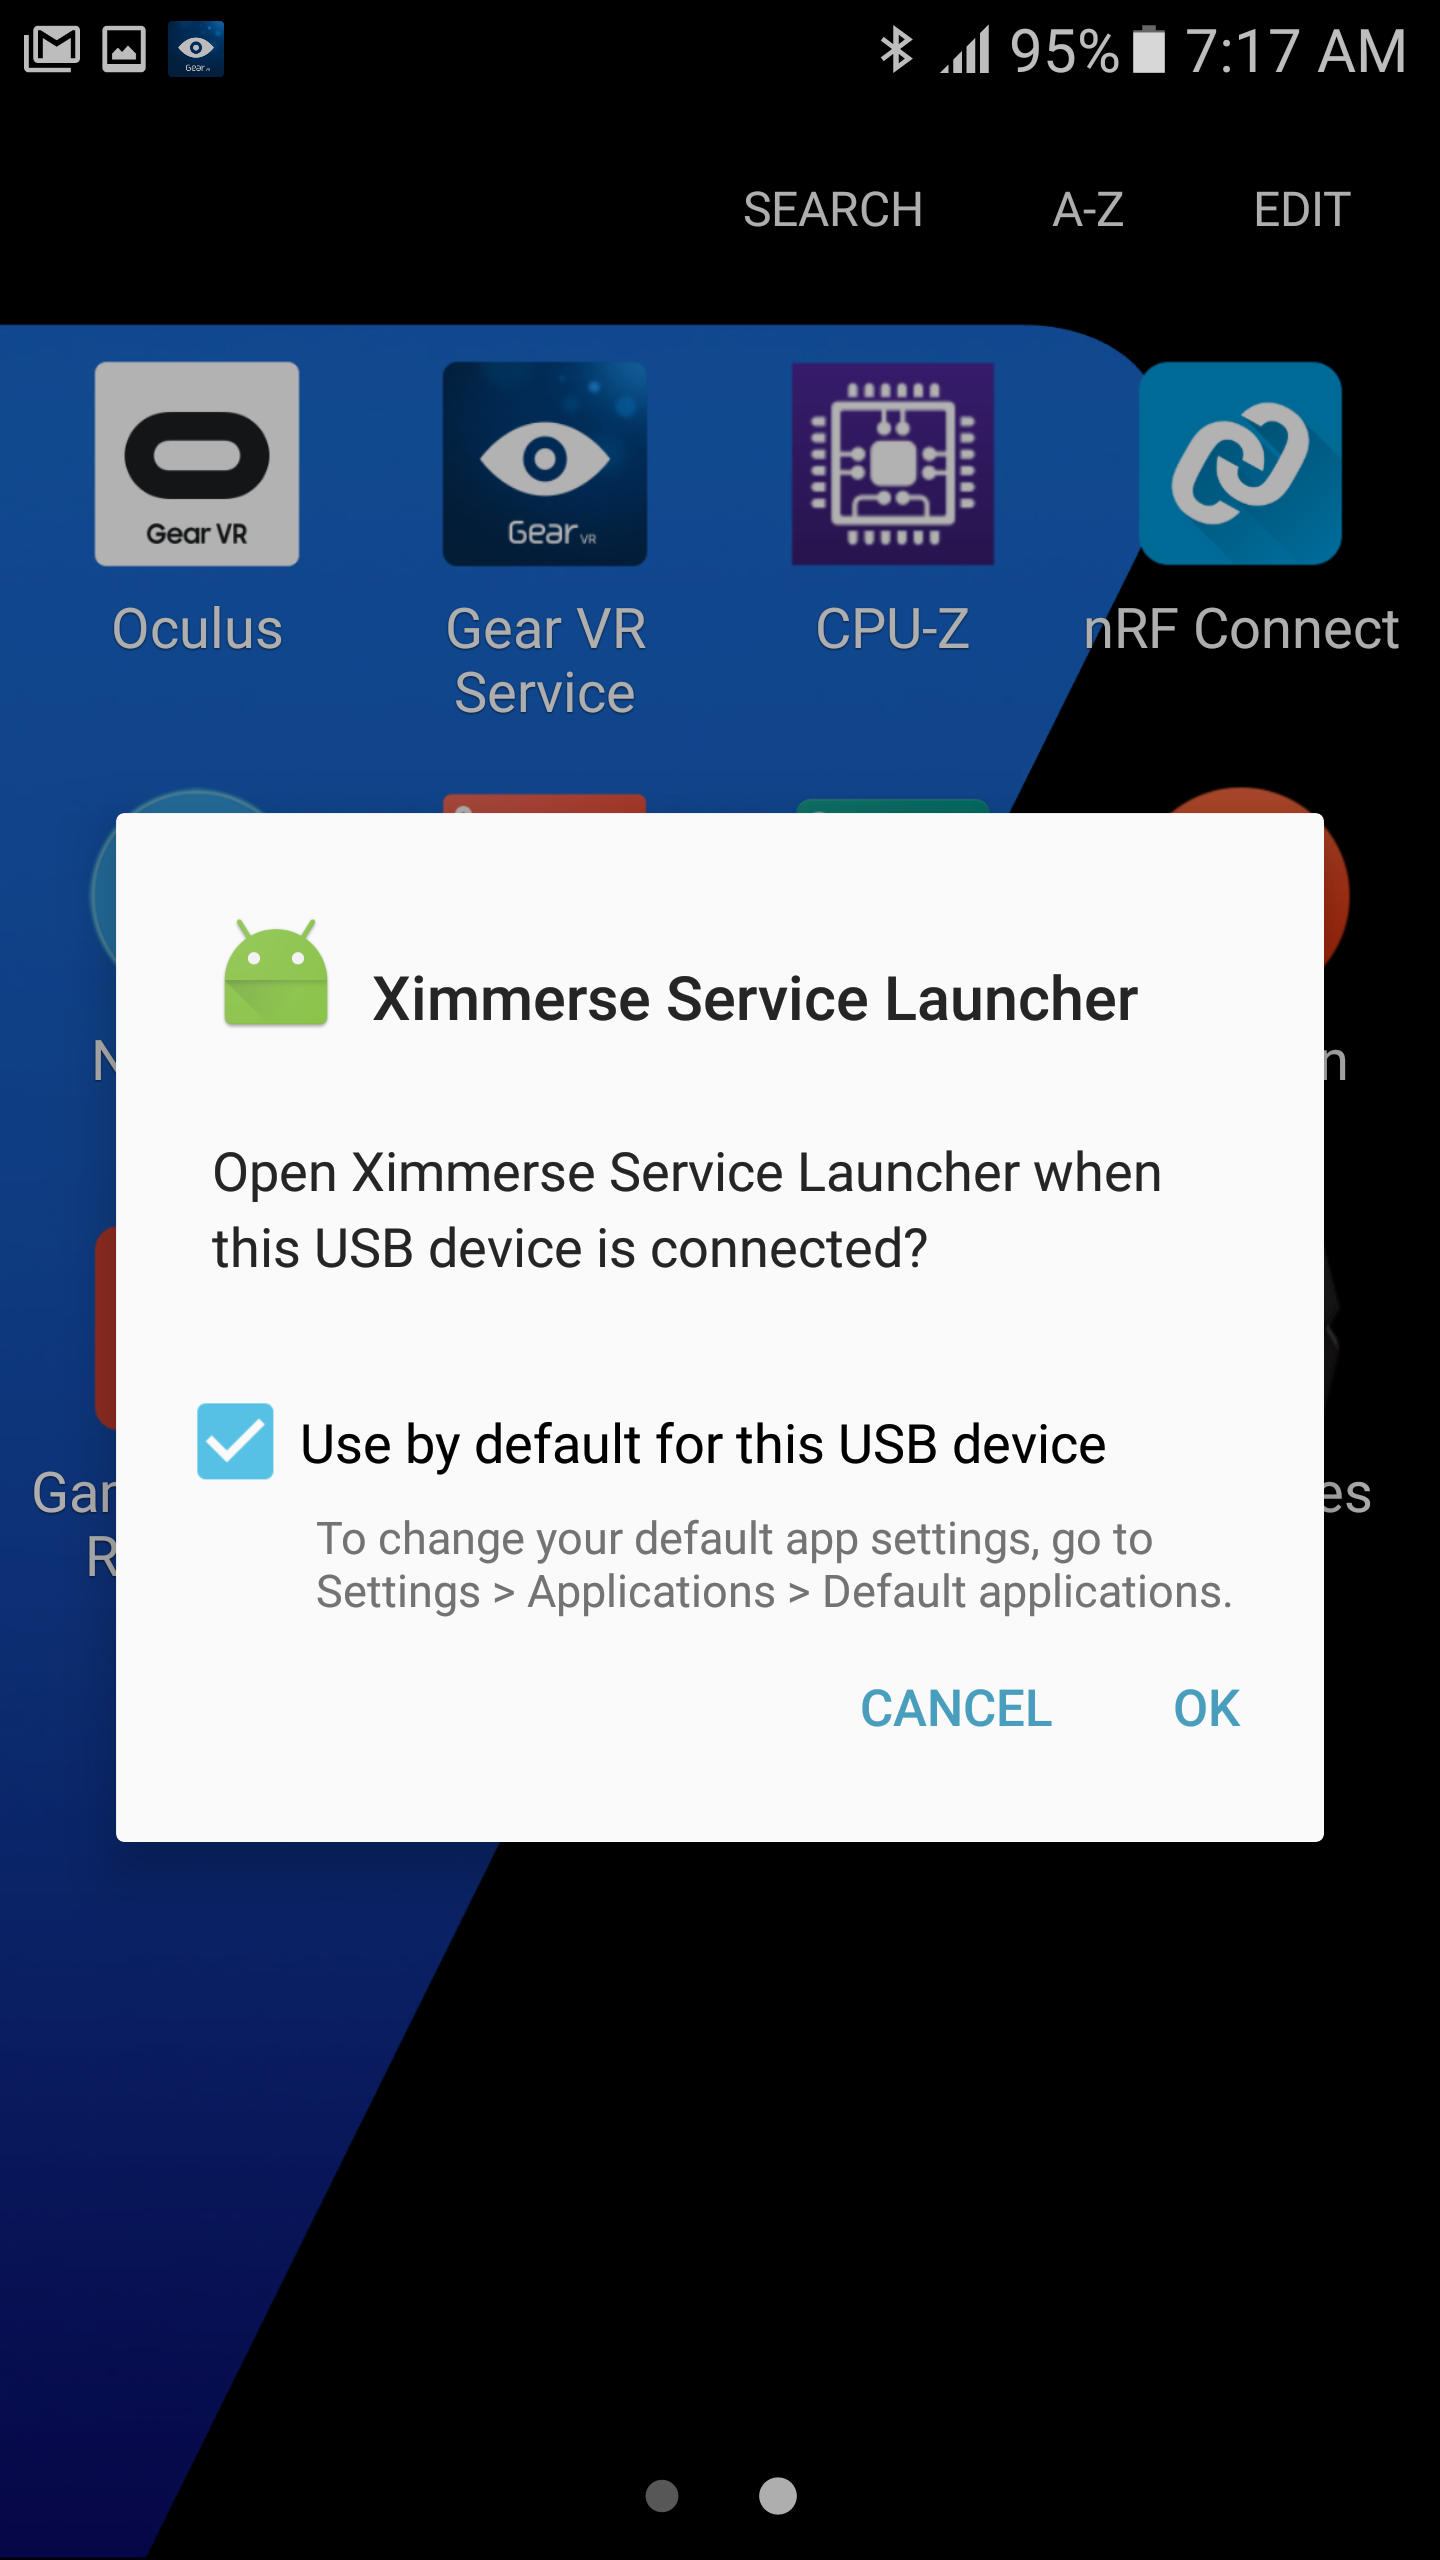 95% 7:17 AM
SEARCH A-Z EDIT
Gear VR
Gear VR
Oculus Gear VR CPU-Z nRF Connect
Service
Ximmerse Service Launcher
Open Ximmerse Service Launcher when
this USB device is connected?
Use by default for this USB device
To change your default app settings, go to
Settings > Applications > Default applications.
CANCEL OK